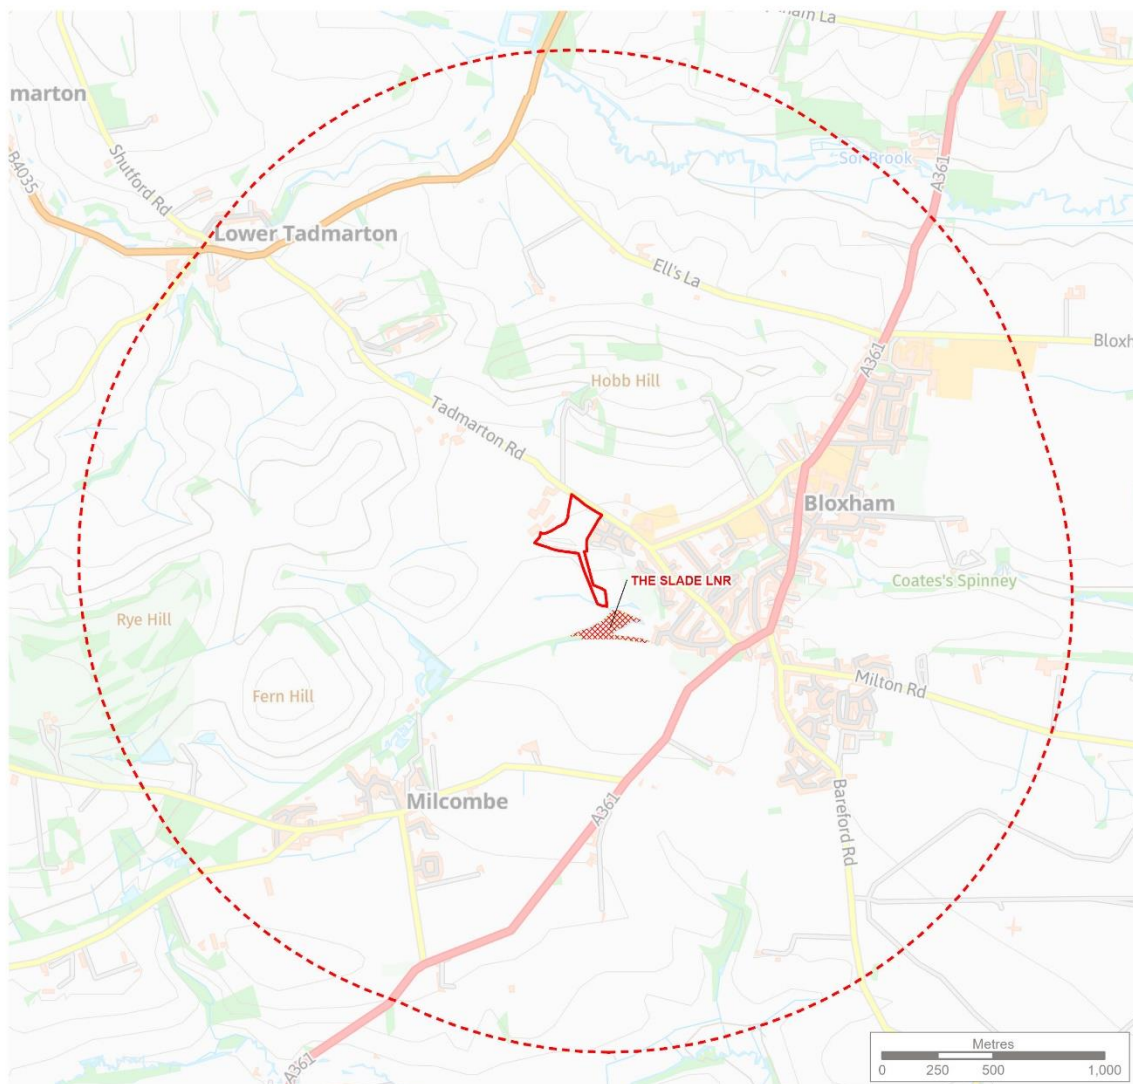 marton
B4035
Shutford Rd
Lower Tadmarton
Sor Brook
A361
Ell's La
A361
Hobb Hill
Tadmarton Rd
Bloxham
THE SLADE LNR
Coates's Spinney
Rye Hill
Fern Hill
Milton Rd
Milcombe
A361
Bareford Rd
A361
Metres
0 250 500 1,000